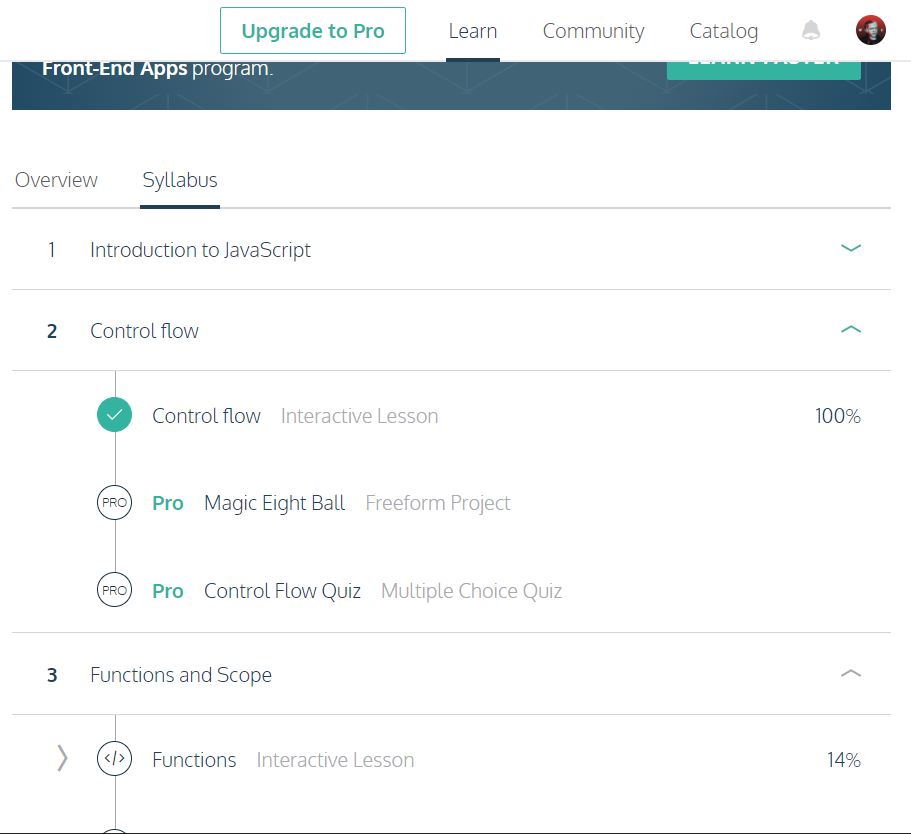 Upgrade to Pro Learn Community Catalog
Front-End Apps program.
LEARN FASTER
Overview Syllabus
1 Introduction to JavaScript
2 Control flow
Control flow Interactive Lesson 100%
PRO Pro Magic Eight Ball Freeform Project
PRO Pro Control Flow Quiz Multiple Choice Quiz
3 Functions and Scope
</> Functions Interactive Lesson 14%